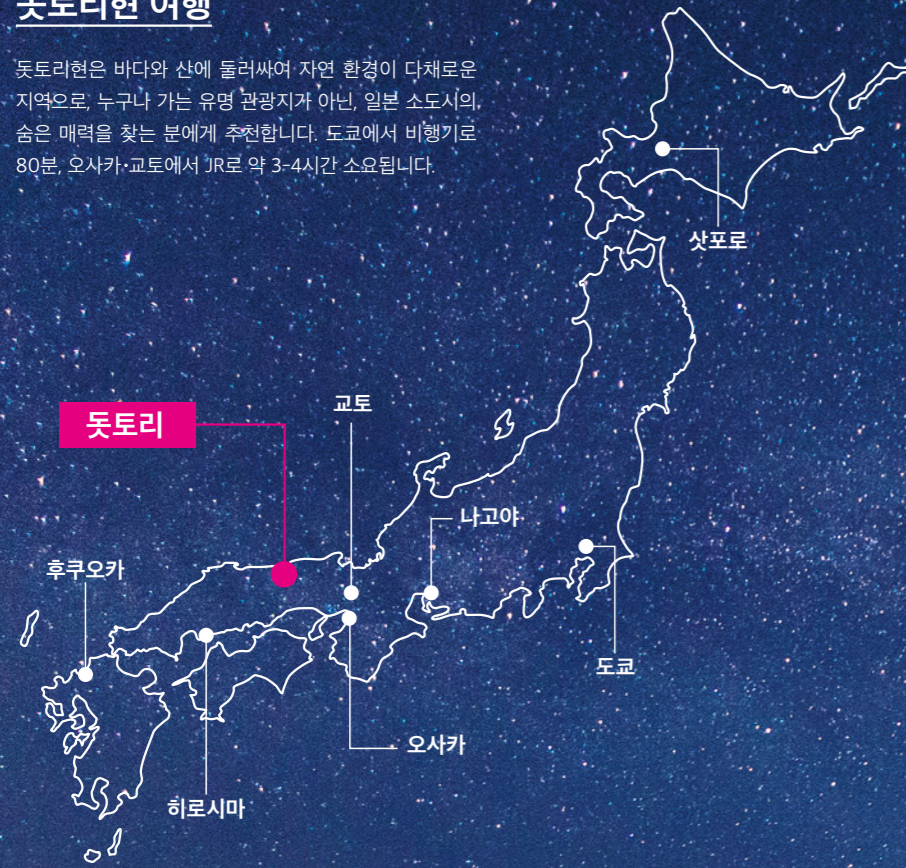 돗토리현 여행
돗토리현은 바다와 산에 둘러싸여 자연 환경이 다채로운
지역으로, 누구나 가는 유명 관광지가 아닌, 일본 소도시의
숨은 매력을 찾는 분에게 추천합니다. 도쿄에서 비행기로
80분, 오사카•교토에서 JR로 약 3-4시간 소요됩니다.
삿포로
돗토리
교토
나고야
후쿠오카
도쿄
오사카
히로시마